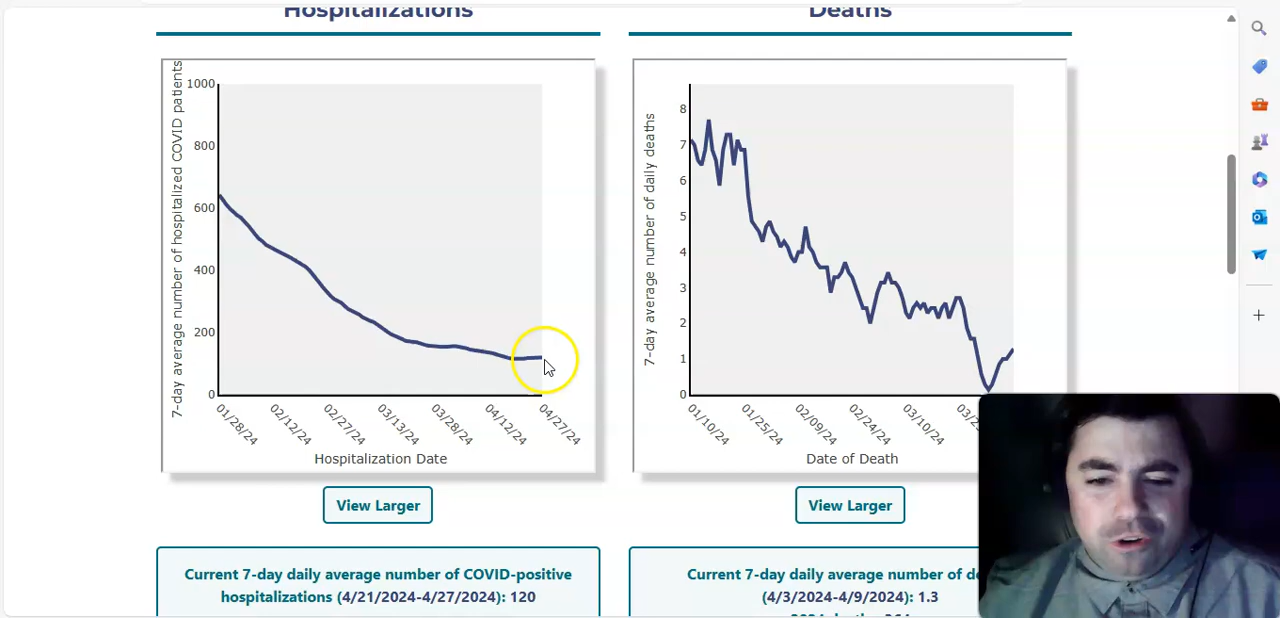 Hospitalizations
Deaths
7-day average number of hospitalized COVID patients
1000
800
600
400
200
0
01/28/24
02/12/24
02/27/24
03/13/24
03/28/24
04/12/24
04/27/24
Hospitalization Date
7-day average number of daily deaths
8
7
6
5
4
3
2
1
0
01/10/24
01/25/24
02/09/24
02/24/24
03/10/24
03/2
Date of Death
View Larger
View Larger
Current 7-day daily average number of COVID-positive
hospitalizations (4/21/2024-4/27/2024): 120
Current 7-day daily average number of de
(4/3/2024-4/9/2024): 1.3